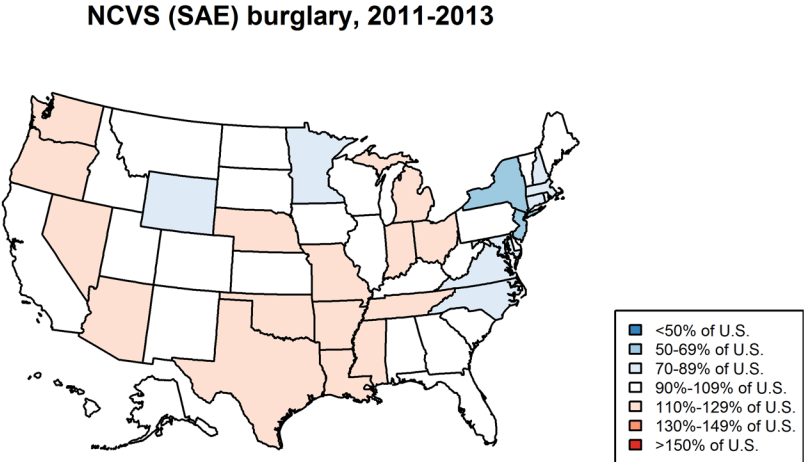 NCVS (SAE) burglary, 2011-2013
<50% of U.S.
50-69% of U.S.
70-89% of U.S.
90%-109% of U.S.
110%-129% of U.S.
130%-149% of U.S.
>150% of U.S.